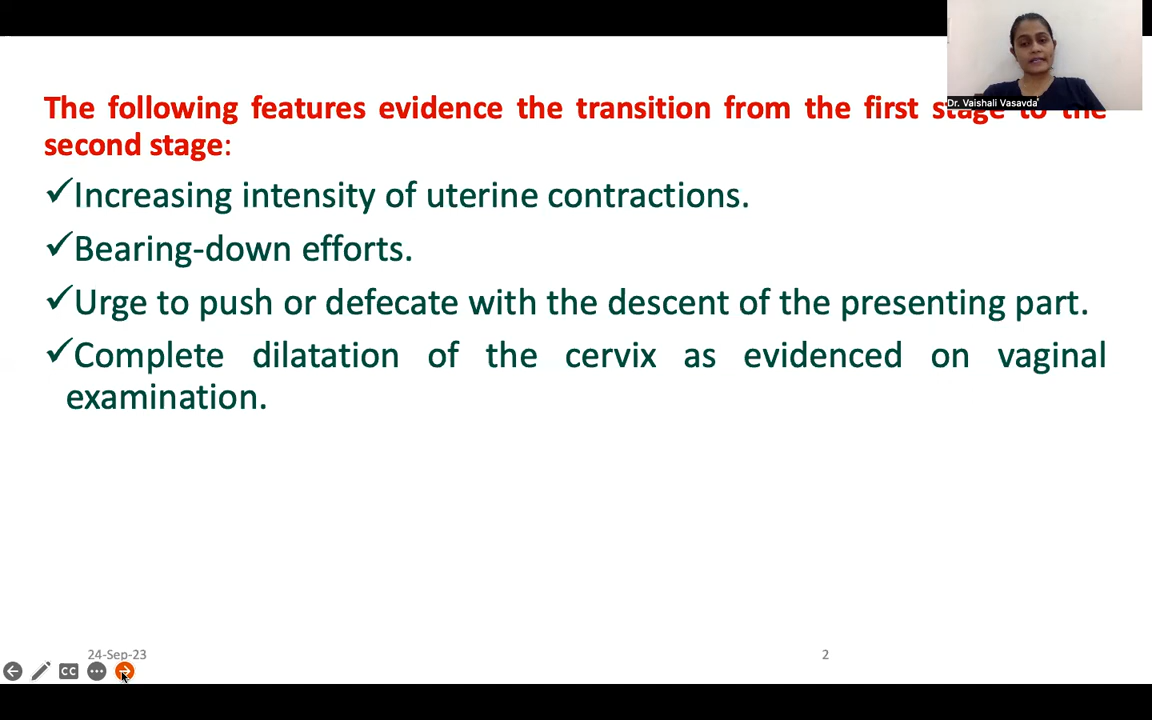 Dr. Vaishali Vasavda
The following features evidence the transition from the first stage to the
second stage:
✓Increasing intensity of uterine contractions.
✓Bearing-down efforts.
✓Urge to push or defecate with the descent of the presenting part.
✓Complete dilatation of the cervix as evidenced on vaginal
examination.
24-Sep-23
2
CC